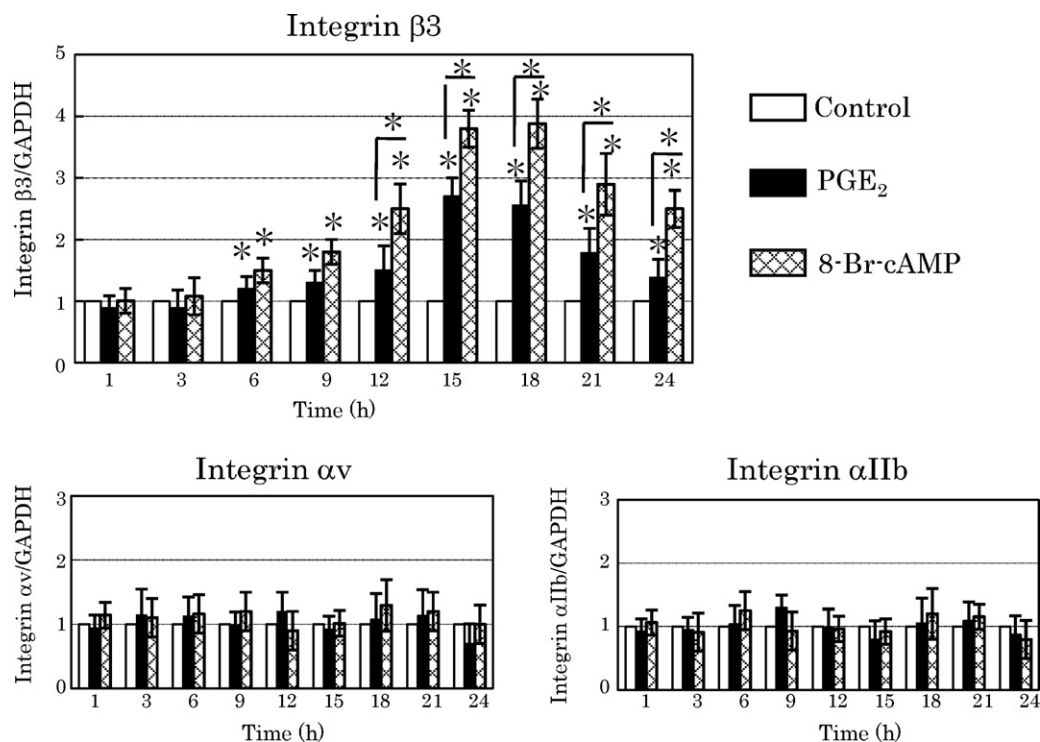 Integrin β3
Integrin β3/GAPDH
5
4
3
2
1
0
* * * * * * * * * * * * * * * * * * *
1 3 6 9 12 15 18 21 24
Time (h)
Control
PGE₂
8-Br-cAMP
Integrin αv
Integrin αv/GAPDH
3
2
1
0
1 3 6 9 12 15 18 21 24
Time (h)
Integrin αIIb
Integrin αIIb/GAPDH
3
2
1
0
1 3 6 9 12 15 18 21 24
Time (h)